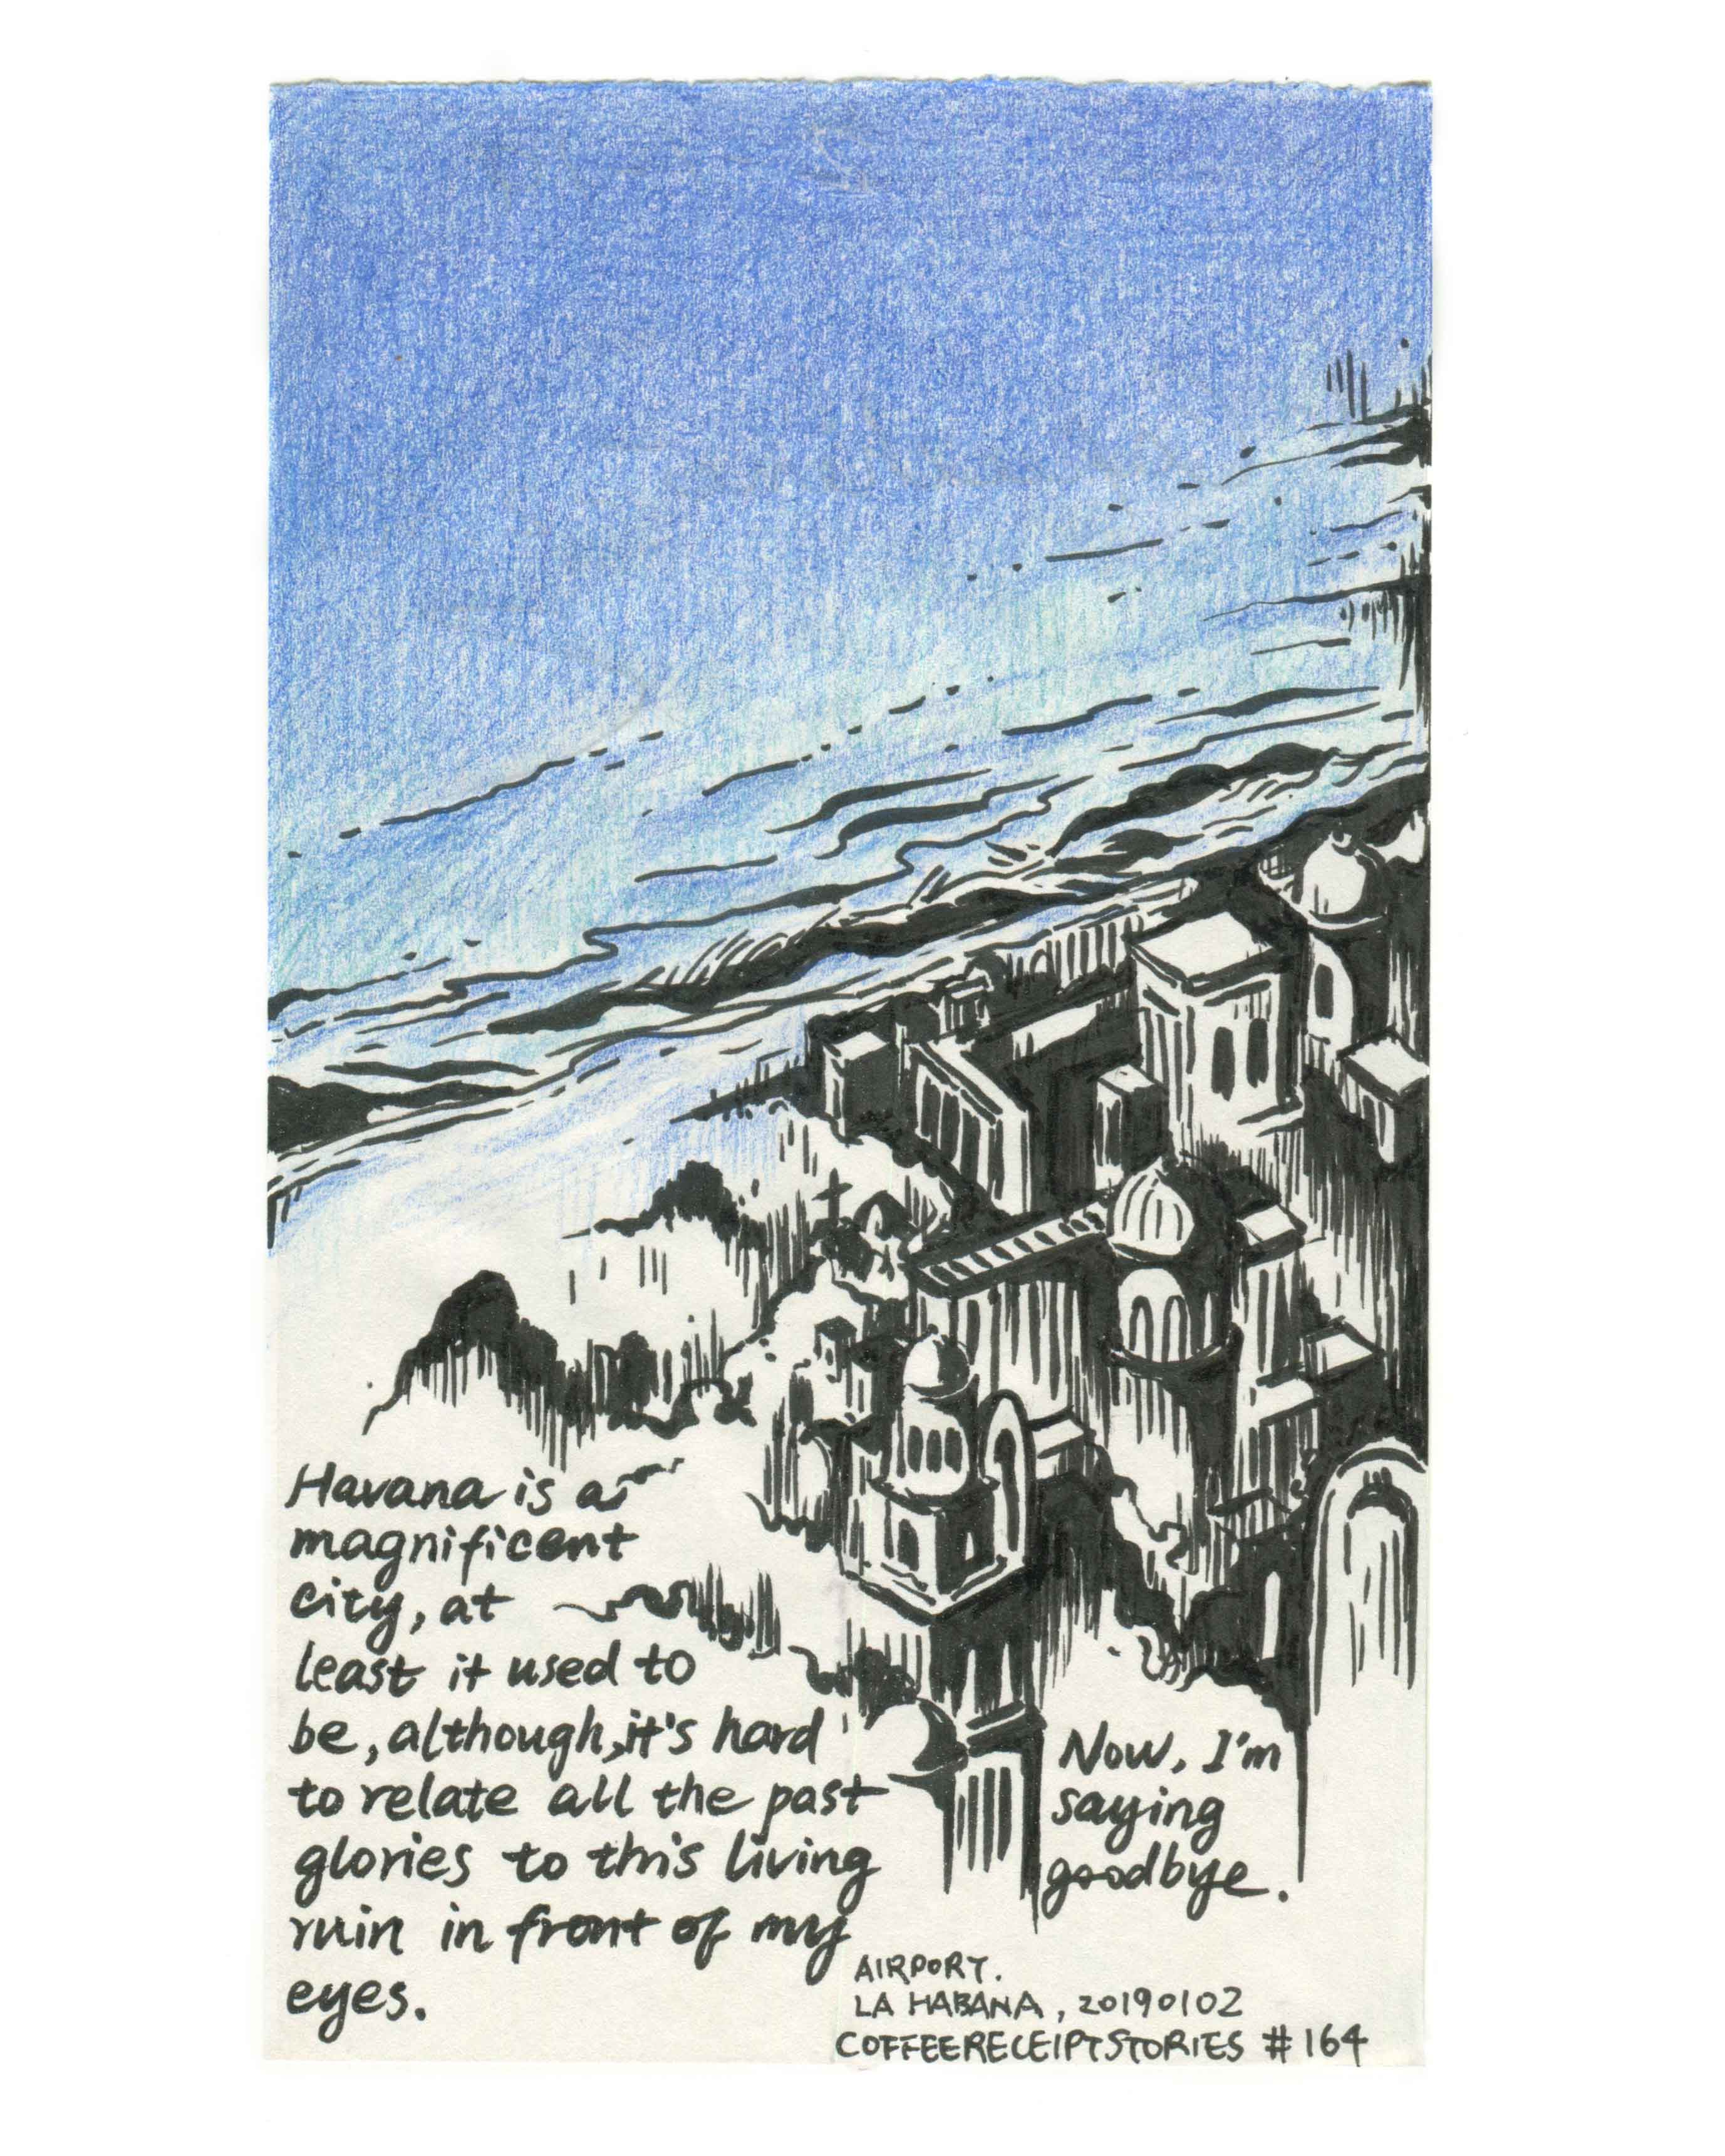 Havana is a
magnificent
city, at
least it used to
be, although, it's hard
to relate all the past
glories to this living
ruin in front of my
eyes.
Now, I'm
saying
goodbye.
AIRPORT.
LA HABANA, 20190102
COFFEERECEIPTSTORIES #164